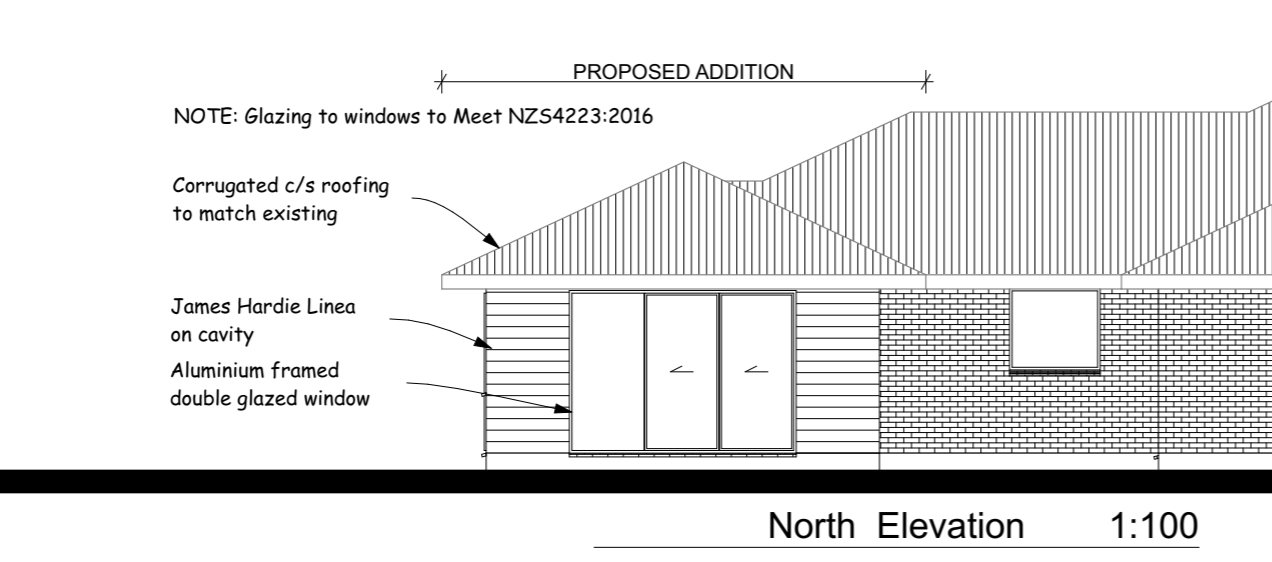 PROPOSED ADDITION
NOTE: Glazing to windows to Meet NZS4223:2016
Corrugated c/s roofing
to match existing
James Hardie Linea
on cavity
Aluminium framed
double glazed window
North Elevation 1:100